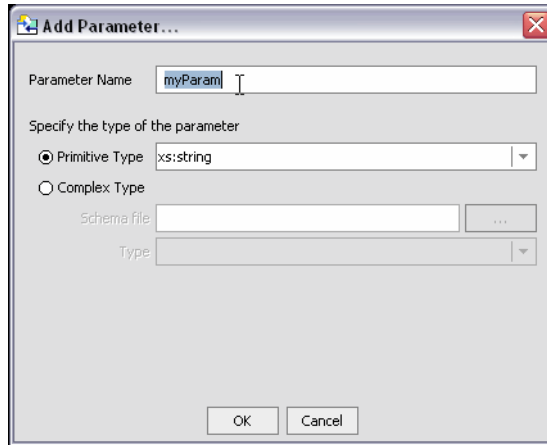 Add Parameter...
Parameter Name myParam
Specify the type of the parameter
Primitive Type xs:string
Complex Type
Schema file ...
Type
OK Cancel